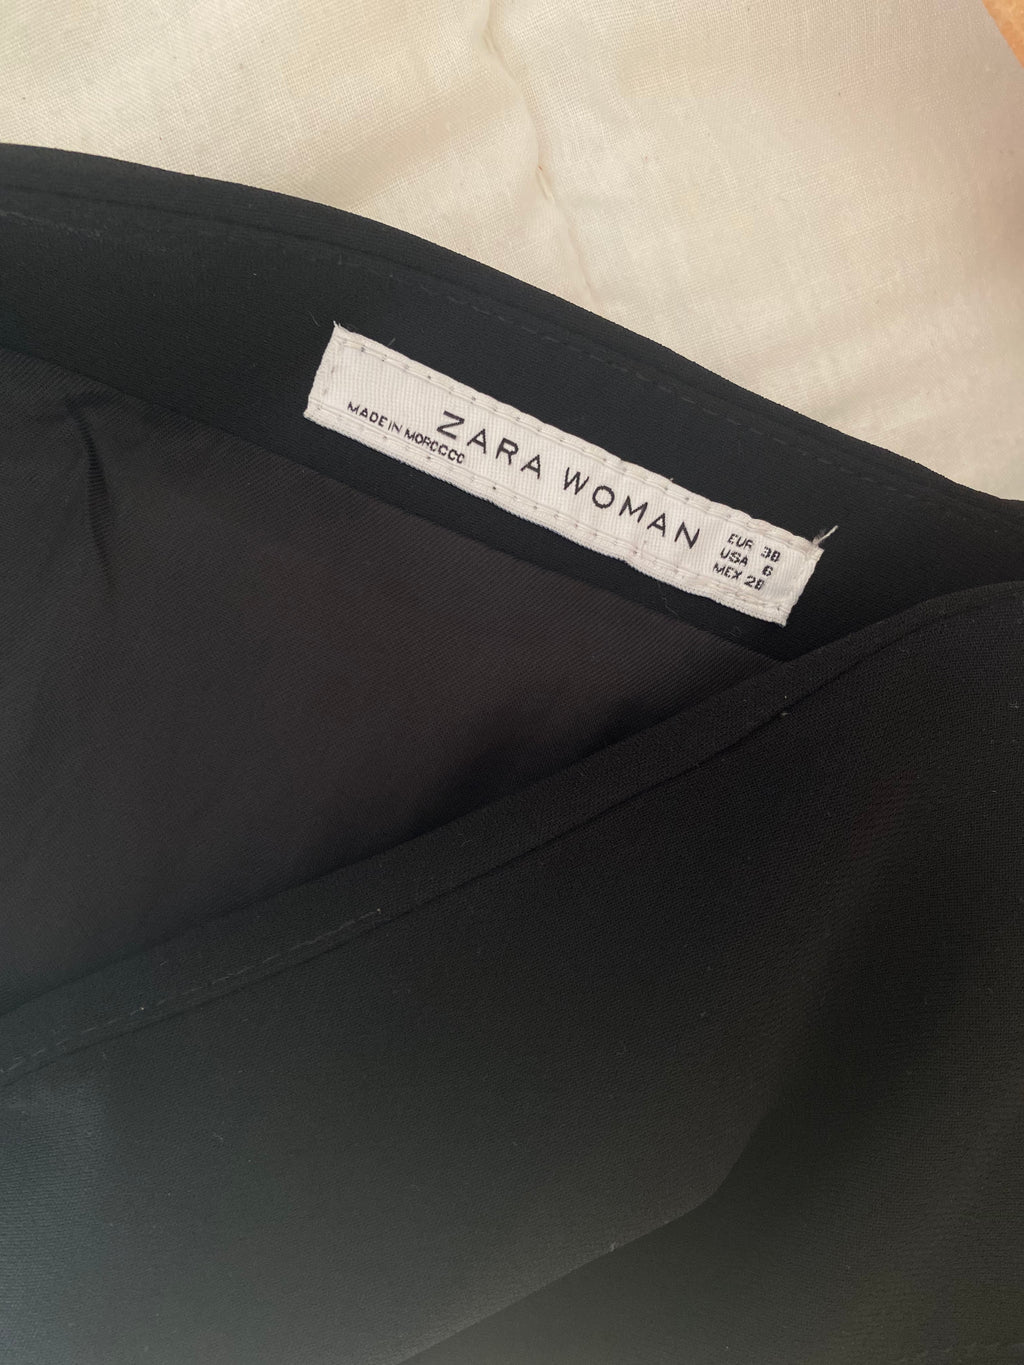 ZARA WOMAN
MADE IN MOROCCO
EUR 38
USA 6
MEX 28